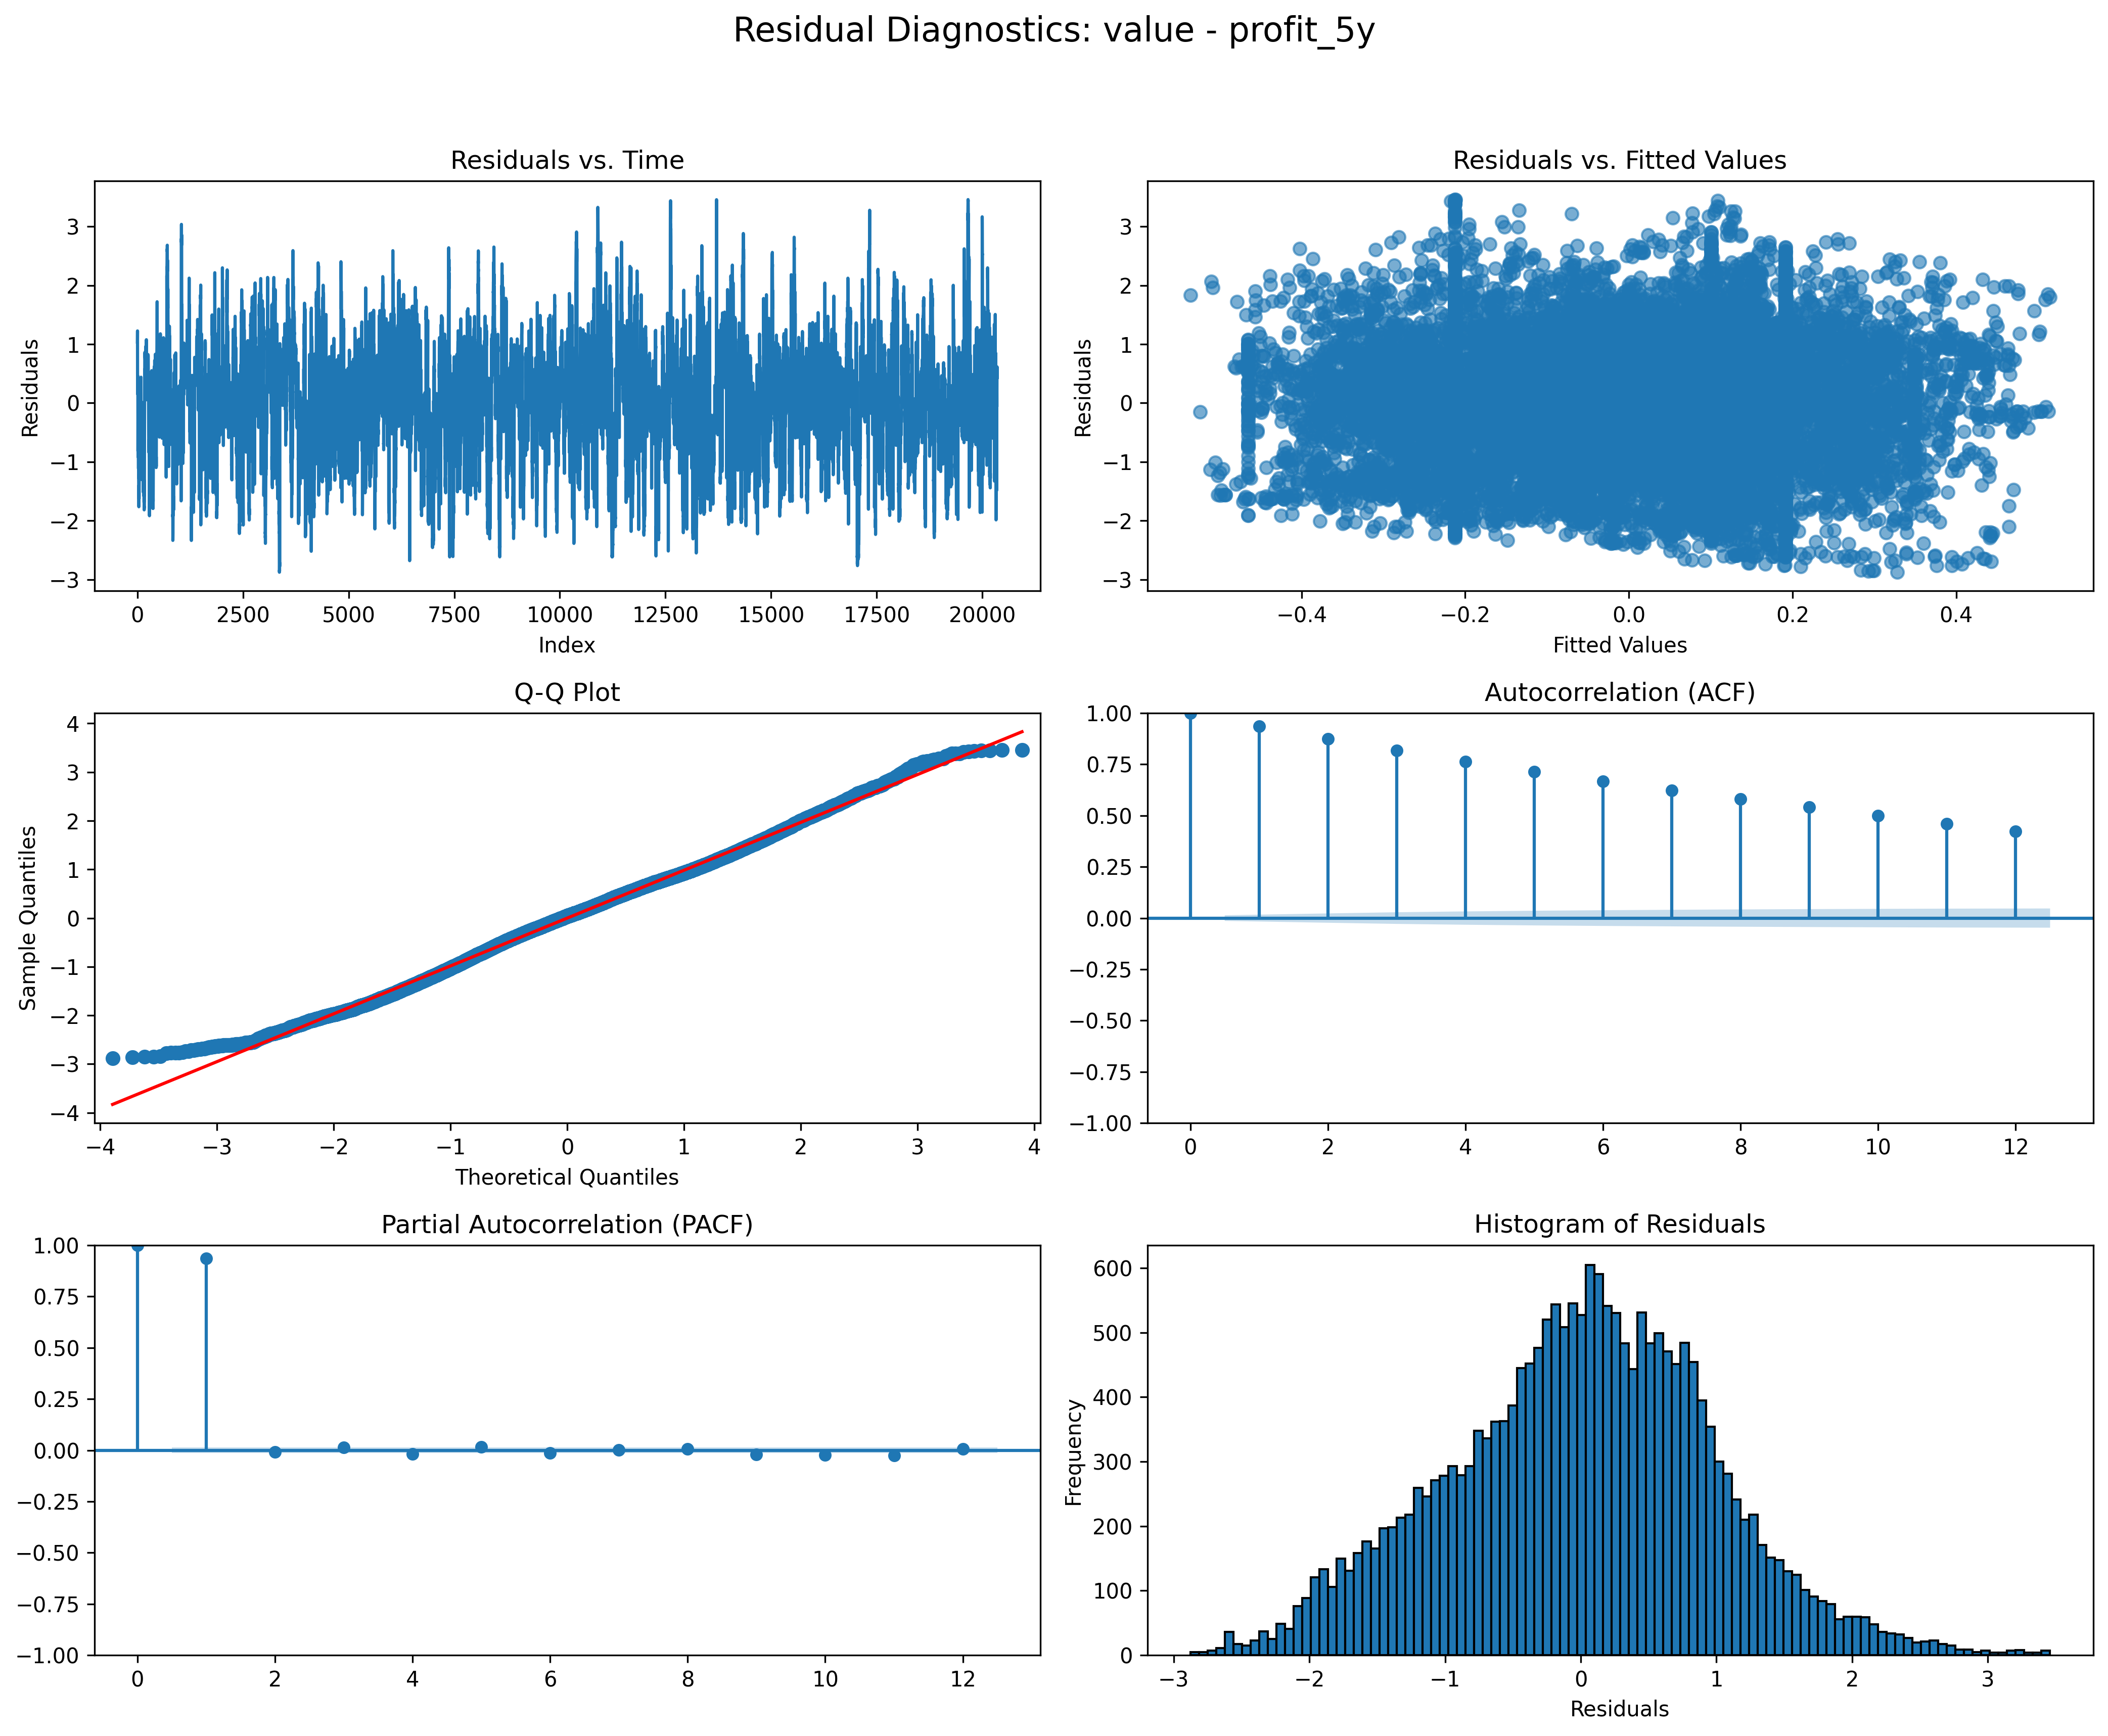 Residual Diagnostics: value - profit_5y
Residuals vs. Time
3
2
1
0
−1
−2
−3
Residuals
0 2500 5000 7500 10000 12500 15000 17500 20000
Index
Residuals vs. Fitted Values
3
2
1
0
−1
−2
−3
Residuals
−0.4 −0.2 0.0 0.2 0.4
Fitted Values
Q-Q Plot
4
3
2
1
0
−1
−2
−3
−4
Sample Quantiles
−4 −3 −2 −1 0 1 2 3 4
Theoretical Quantiles
Autocorrelation (ACF)
1.00
0.75
0.50
0.25
0.00
−0.25
−0.50
−0.75
−1.00
0 2 4 6 8 10 12
Partial Autocorrelation (PACF)
1.00
0.75
0.50
0.25
0.00
−0.25
−0.50
−0.75
−1.00
0 2 4 6 8 10 12
Histogram of Residuals
600
500
400
300
200
100
0
Frequency
−3 −2 −1 0 1 2 3
Residuals